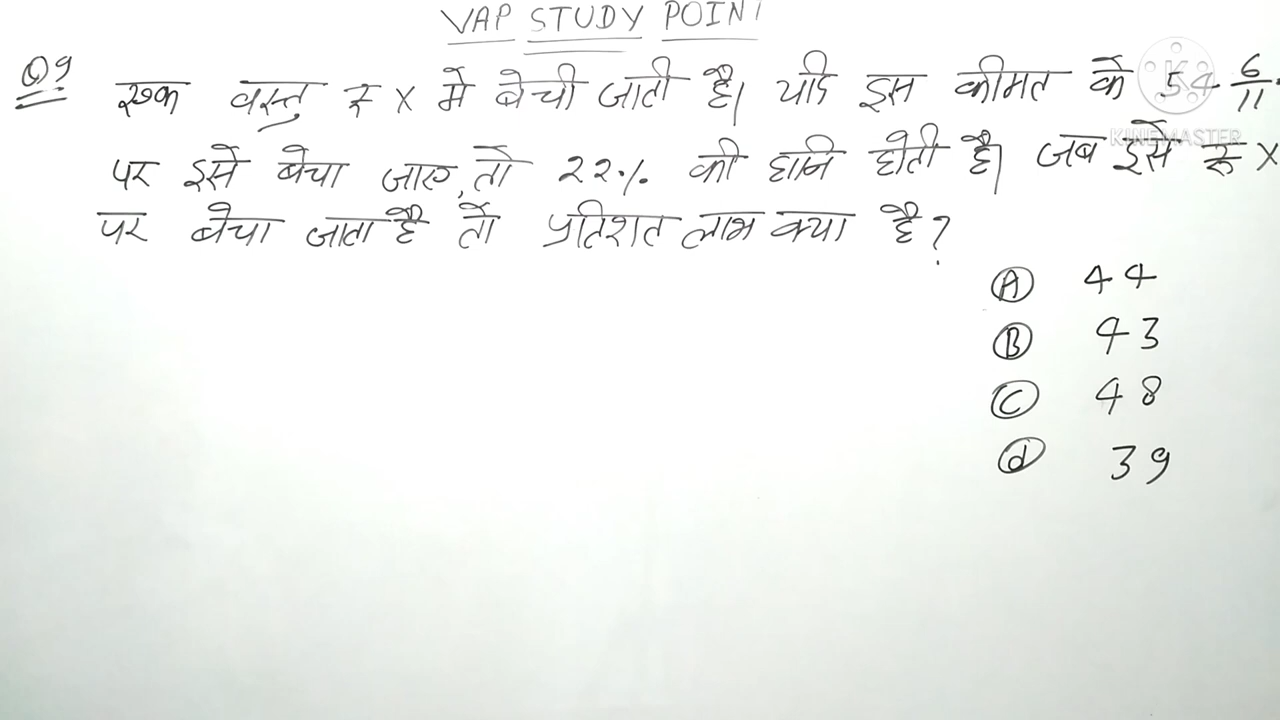 VAP STUDY POINT
Q9 एक वस्तु रू X में बेची जाती है। यदि इस कीमत के 54 6/11%
पर इसे बेचा जाए, तो 22% की हानि होती है। जब इसे रू X
पर बेचा जाता है तो प्रतिशत लाभ क्या है?
(A) 44
(B) 43
(C) 48
(d) 39
KINEMASTER